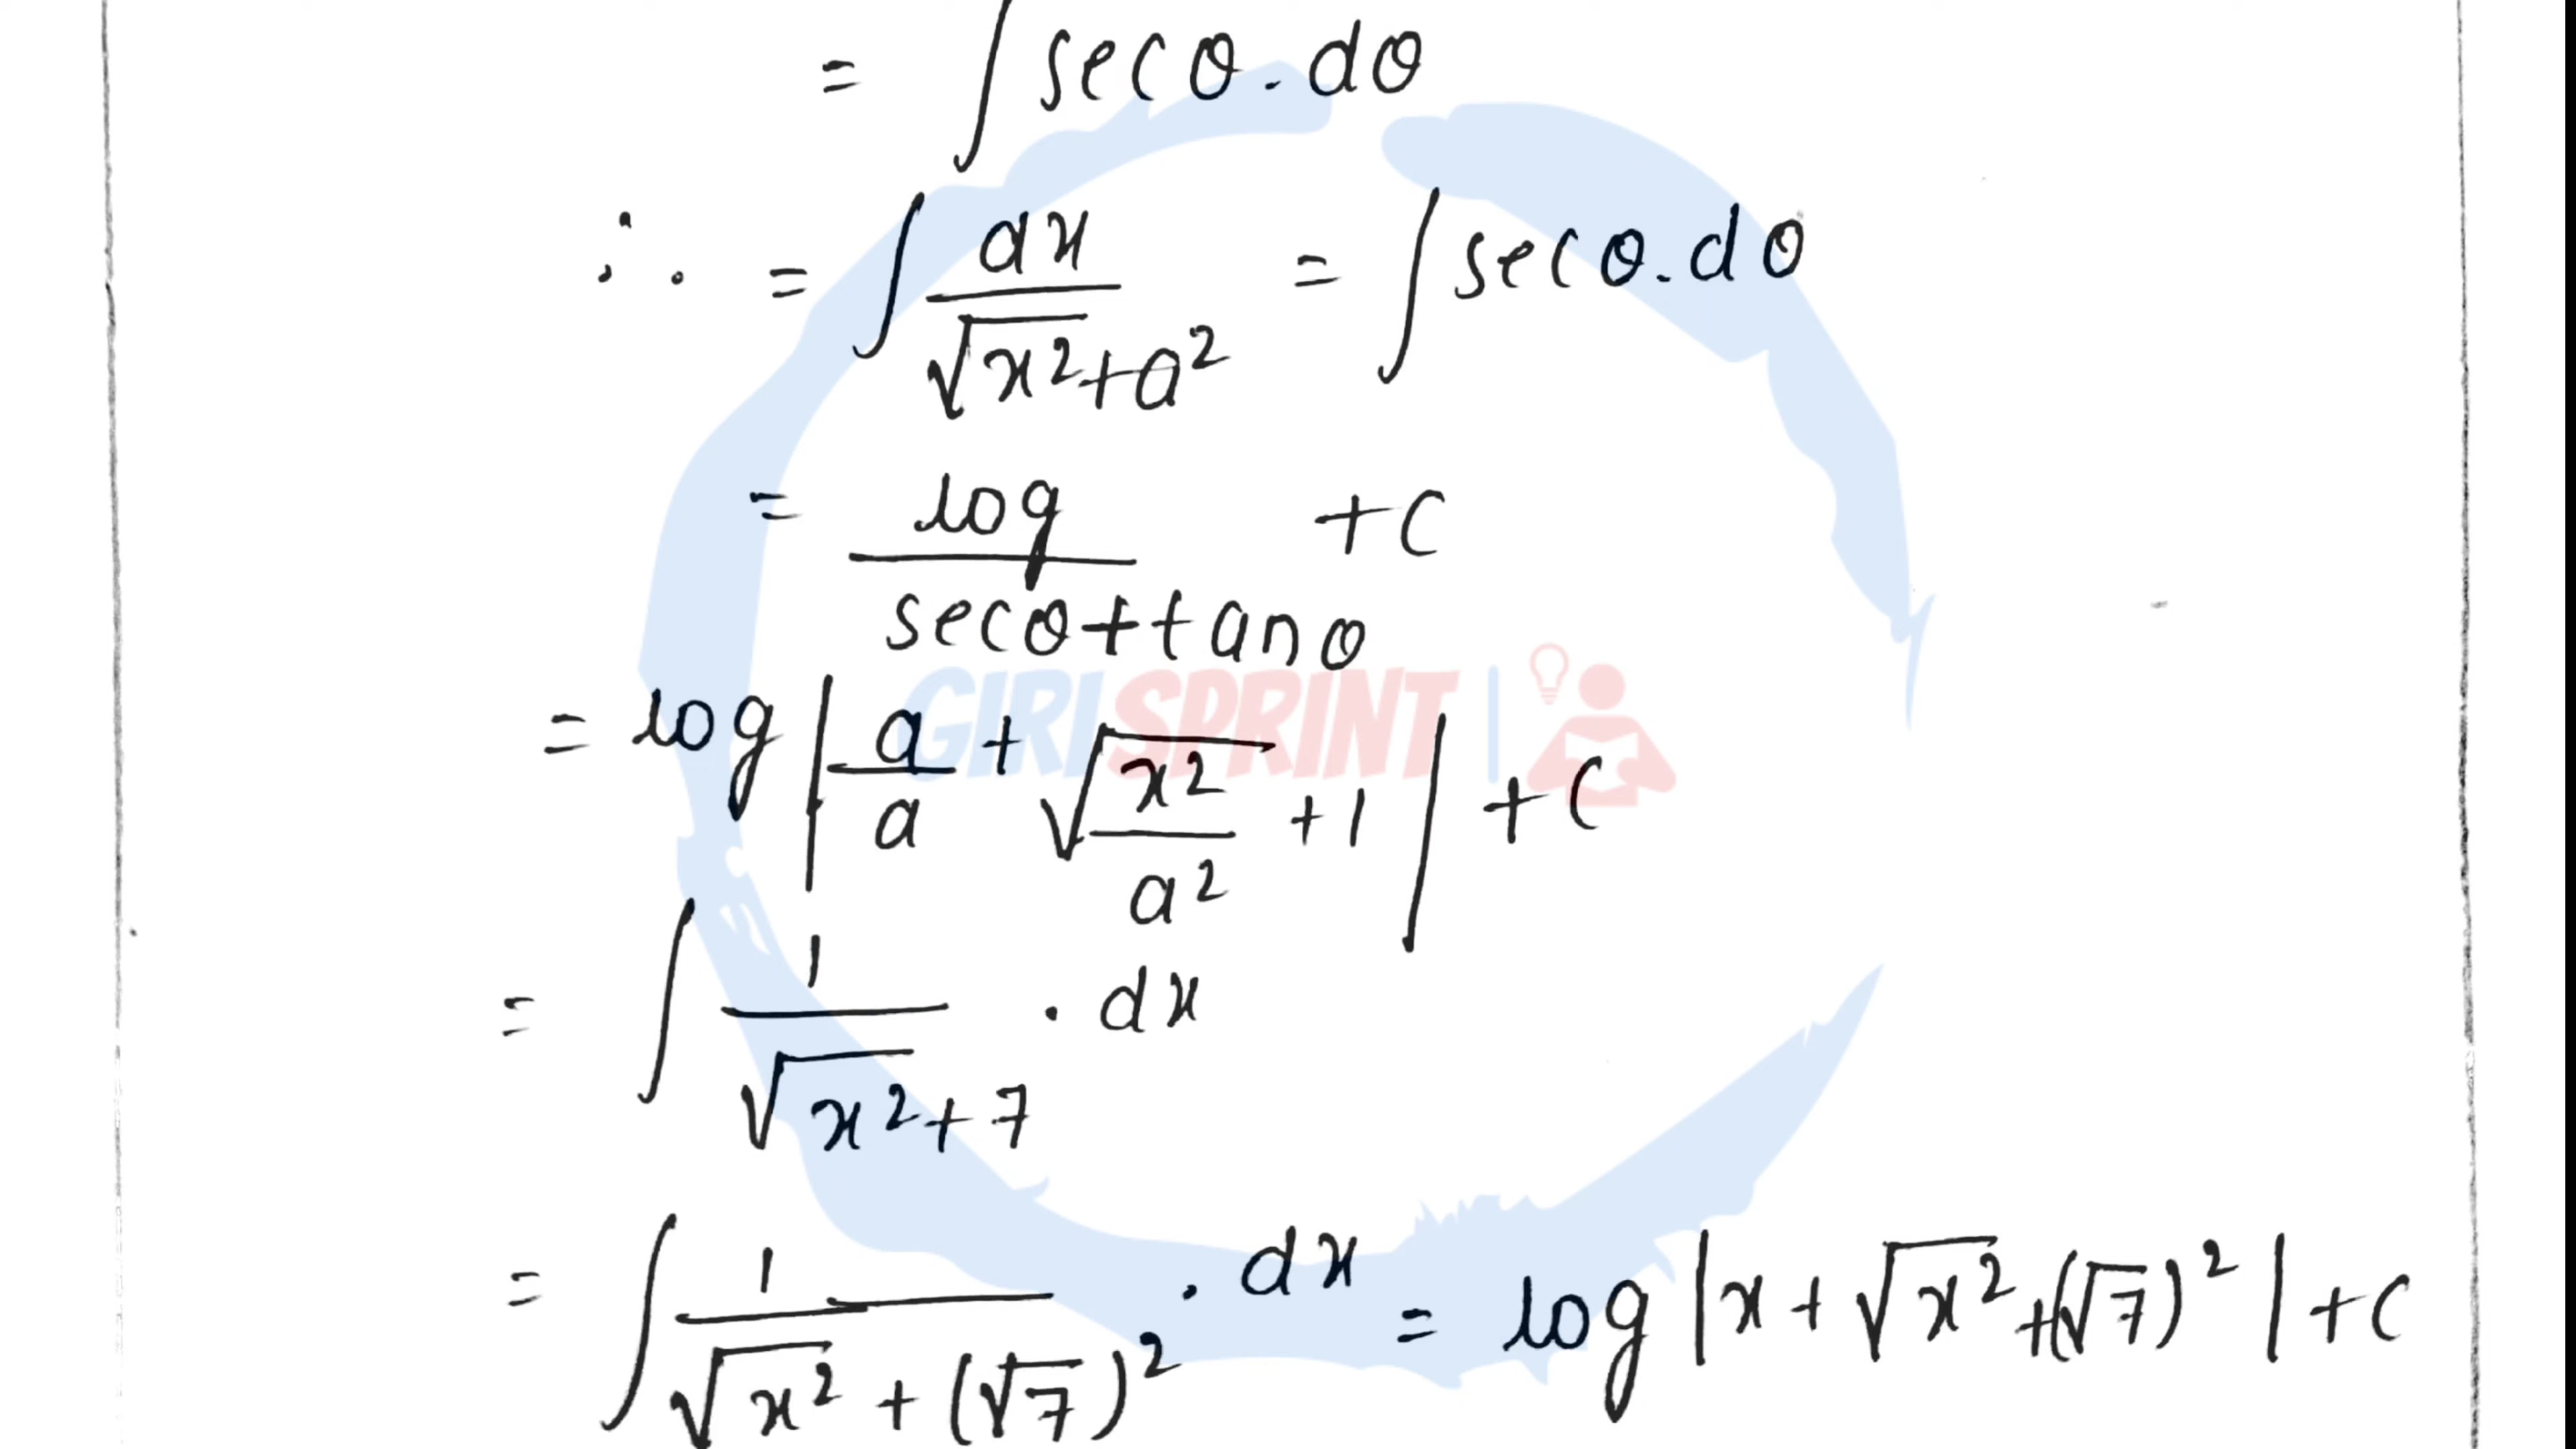 = ∫ secθ.dθ
∴ = ∫ dx / √x²+a² = ∫ secθ.dθ
= log / secθ+tanθ +c
= log | a/a + √x²/a² +1 | +c
= ∫ 1/√x²+7 . dx
= ∫ 1/√x² + (√7)² . dx = log |x + √x² +(√7)² | +c
GIRISPRINT